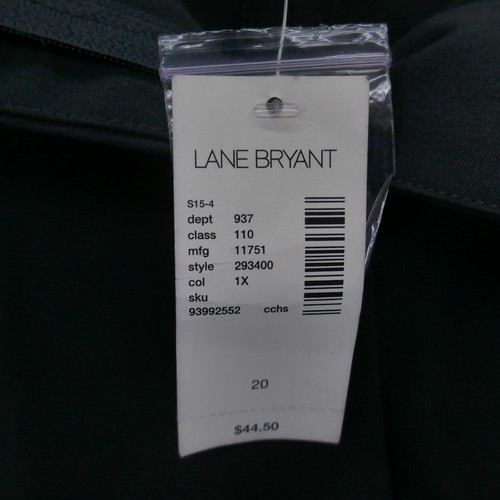 LANE BRYANT
S15-4
dept 937
class 110
mfg 11751
style 293400
col 1X
sku
93992552 cchs
20
$44.50